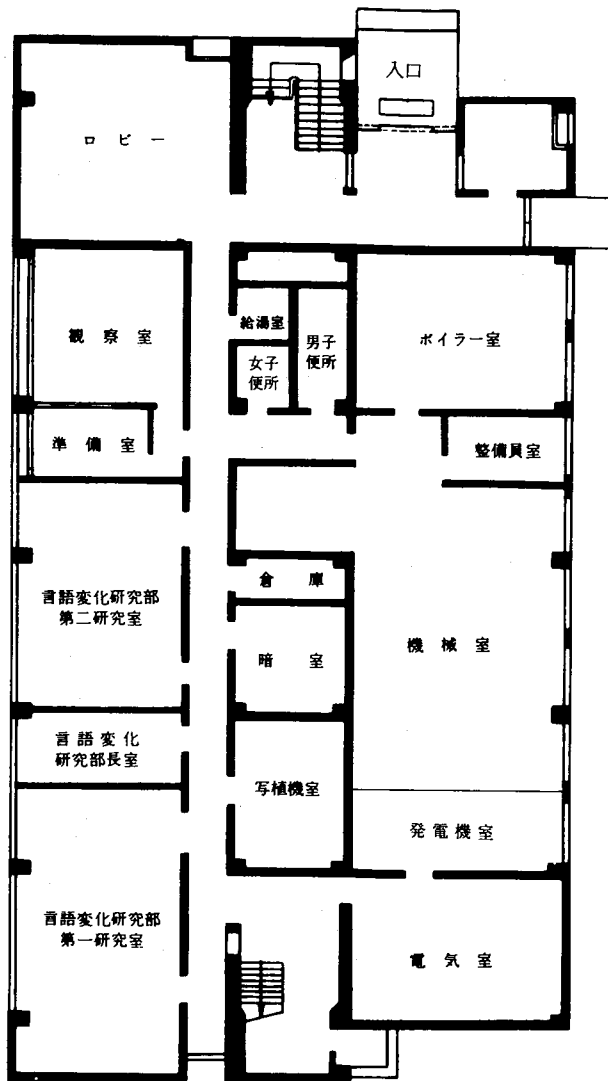 入口
ロビー
観察室
給湯室
男子
便所
女子
便所
ボイラー室
準備室
整備員室
言語変化研究部
第二研究室
倉庫
暗室
機械室
言語変化
研究部長室
写植機室
発電機室
言語変化研究部
第一研究室
電気室